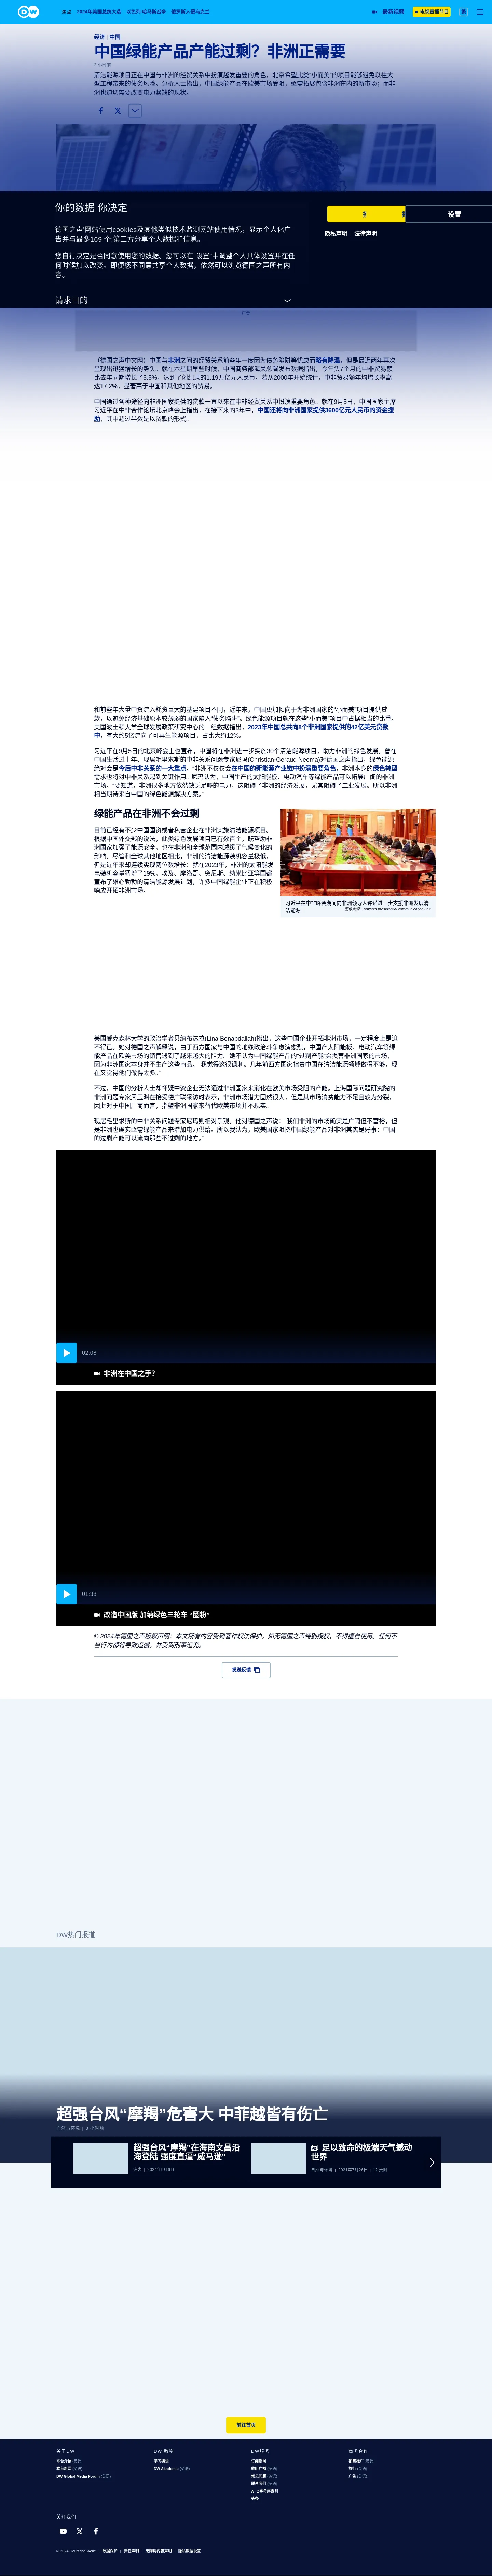 DW
焦点 2024年美国总统大选 以色列-哈马斯战争 俄罗斯入侵乌克兰
最新视频
电视直播节目
繁
经济 | 中国
中国绿能产品产能过剩？非洲正需要
3 小时前
清洁能源项目正在中国与非洲的经贸关系中扮演越发重要的角色，北京希望此类“小而美”的项目能够避免以往大型工程带来的债务风险。分析人士指出，中国绿能产品在欧美市场受阻，亟需拓展包含非洲在内的新市场；而非洲也迫切需要改变电力紧缺的现状。
你的数据 你决定
德国之声'网站使用cookies及其他类似技术监测网站使用情况，显示个人化广告并与最多169 个;第三方分享个人数据和信息。
您自行决定是否同意使用您的数据。您可以在“设置”中调整个人具体设置并在任何时候加以改变。即便您不同意共享个人数据，依然可以浏览德国之声所有内容。
请求目的
设置
隐私声明 | 法律声明
广告
（德国之声中文网）中国与非洲之间的经贸关系前些年一度因为债务陷阱等忧虑而略有降温，但是最近两年再次呈现出迅猛增长的势头。就在本星期早些时候，中国商务部海关总署发布数据指出，今年头7个月的中非贸易额比去年同期增长了5.5%，达到了创纪录的1.19万亿元人民币。若从2000年开始统计，中非贸易额年均增长率高达17.2%，显著高于中国和其他地区的贸易。
中国通过各种途径向非洲国家提供的贷款一直以来在中非经贸关系中扮演重要角色。就在9月5日，中国国家主席习近平在中非合作论坛北京峰会上指出，在接下来的3年中，中国还将向非洲国家提供3600亿元人民币的资金援助，其中超过半数是以贷款的形式。
和前些年大量中资流入耗资巨大的基建项目不同，近年来，中国更加倾向于为非洲国家的“小而美”项目提供贷款，以避免经济基础原本较薄弱的国家陷入“债务陷阱”。绿色能源项目就在这些“小而美”项目中占据相当的比重。美国波士顿大学全球发展政策研究中心的一组数据指出，2023年中国总共向8个非洲国家提供的42亿美元贷款中，有大约5亿流向了可再生能源项目，占比大约12%。
习近平在9月5日的北京峰会上也宣布，中国将在非洲进一步实施30个清洁能源项目，助力非洲的绿色发展。曾在中国生活过十年、现居毛里求斯的中非关系问题专家尼玛(Christian-Geraud Neema)对德国之声指出，绿色能源绝对会是今后中非关系的一大重点。“非洲不仅仅会在中国的新能源产业链中扮演重要角色，非洲本身的绿色转型需求也将对中非关系起到关键作用。”尼玛认为，中国生产的太阳能板、电动汽车等绿能产品可以拓展广阔的非洲市场。“要知道，非洲很多地方依然缺乏足够的电力，这阻碍了非洲的经济发展，尤其阻碍了工业发展。所以非洲相当期待来自中国的绿色能源解决方案。”
绿能产品在非洲不会过剩
目前已经有不少中国国资或者私营企业在非洲实施清洁能源项目。根据中国外交部的说法，此类绿色发展项目已有数百个，既帮助非洲国家加强了能源安全，也在非洲和全球范围内减缓了气候变化的影响。尽管和全球其他地区相比，非洲的清洁能源装机容量极低，但是近年来却连续实现两位数增长：就在2023年，非洲的太阳能发电装机容量猛增了19%。埃及、摩洛哥、突尼斯、纳米比亚等国都宣布了雄心勃勃的清洁能源发展计划，许多中国绿能企业正在积极响应开拓非洲市场。
习近平在中非峰会期间向非洲领导人许诺进一步支援非洲发展清洁能源
图像来源: Tanzania presidential communication unit
美国威克森林大学的政治学者贝纳布达拉(Lina Benabdallah)指出，这些中国企业开拓非洲市场，一定程度上是迫不得已。她对德国之声解释说，由于西方国家与中国的地缘政治斗争愈演愈烈，中国产太阳能板、电动汽车等绿能产品在欧美市场的销售遇到了越来越大的阻力。她不认为中国绿能产品的“过剩产能”会损害非洲国家的市场，因为非洲国家本身并不生产这些商品。“我觉得这很讽刺。几年前西方国家指责中国在清洁能源领域做得不够，现在又觉得他们做得太多。”
不过，中国的分析人士却怀疑中资企业无法通过非洲国家来消化在欧美市场受阻的产能。上海国际问题研究院的非洲问题专家周玉渊在接受德广联采访时表示，非洲市场潜力固然很大，但是其市场消费能力不足且较为分裂，因此对于中国厂商而言，指望非洲国家来替代欧美市场并不现实。
现居毛里求斯的中非关系问题专家尼玛则相对乐观。他对德国之声说：“我们非洲的市场确实是广阔但不富裕，但是非洲也确实亟需绿能产品来增加电力供给。所以我认为，欧美国家阻挠中国绿能产品对非洲其实是好事：中国的过剩产能可以流向那些不过剩的地方。”
02:08
非洲在中国之手？
01:38
改造中国版 加纳绿色三轮车 “圈粉”
© 2024年德国之声版权声明：本文所有内容受到著作权法保护，如无德国之声特别授权，不得擅自使用。任何不当行为都将导致追偿，并受到刑事追究。
发送反馈
DW热门报道
超强台风“摩羯”危害大 中菲越皆有伤亡
自然与环境 | 3 小时前
超强台风“摩羯”在海南文昌沿海登陆 强度直逼“威马逊”
灾害 | 2024年9月6日
足以致命的极端天气撼动世界
自然与环境 | 2021年7月26日 | 12 张图
前往首页
关于DW
本台介绍 (英语)
本台新闻 (英语)
DW Global Media Forum (英语)
DW 教学
学习德语
DW Akademie (英语)
DW服务
订阅新闻
收听广播 (英语)
常见问题 (英语)
联系我们 (英语)
A - Z字母序索引
头条
商务合作
销售推广 (英语)
旅行 (英语)
广告 (英语)
关注我们
© 2024 Deutsche Welle | 数据保护 | 责任声明 | 无障碍内容声明 | 隐私数据设置